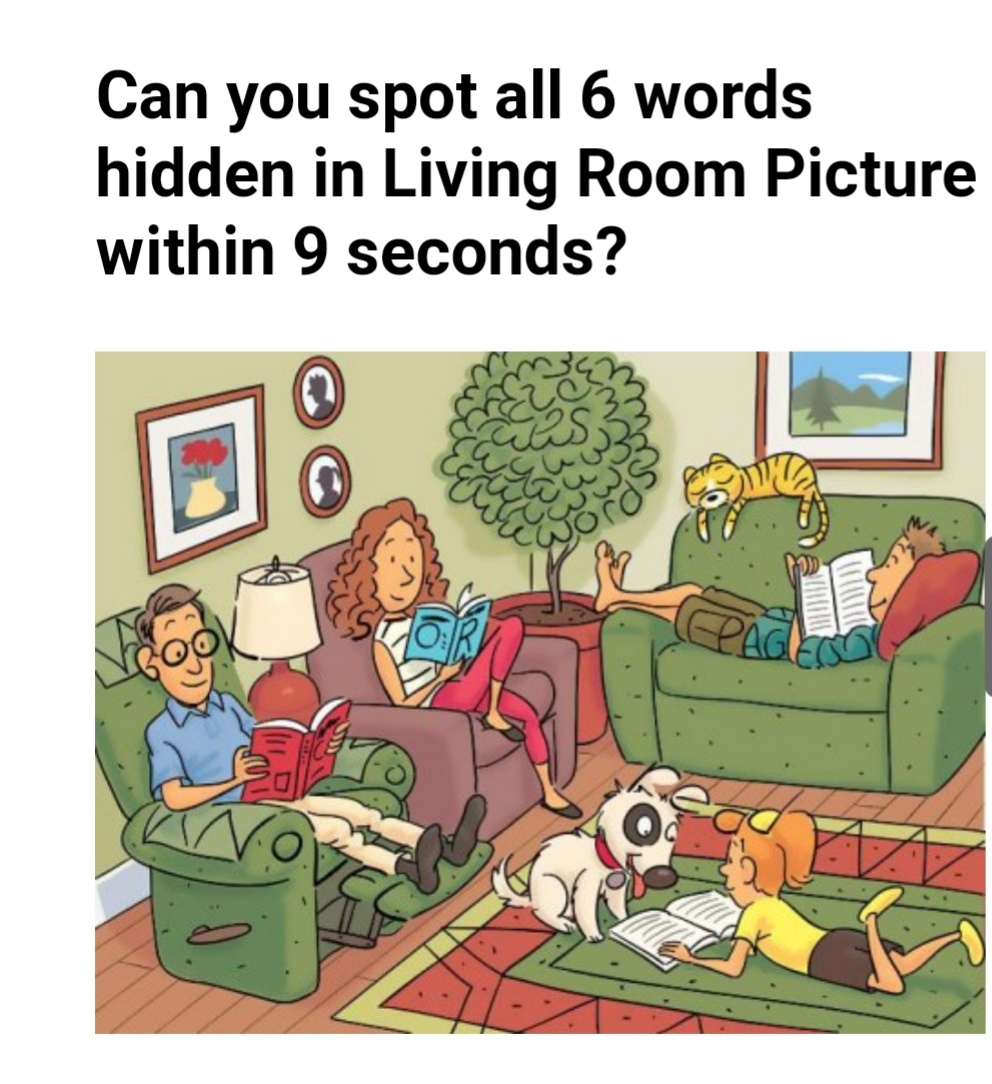 Can you spot all 6 words
hidden in Living Room Picture
within 9 seconds?